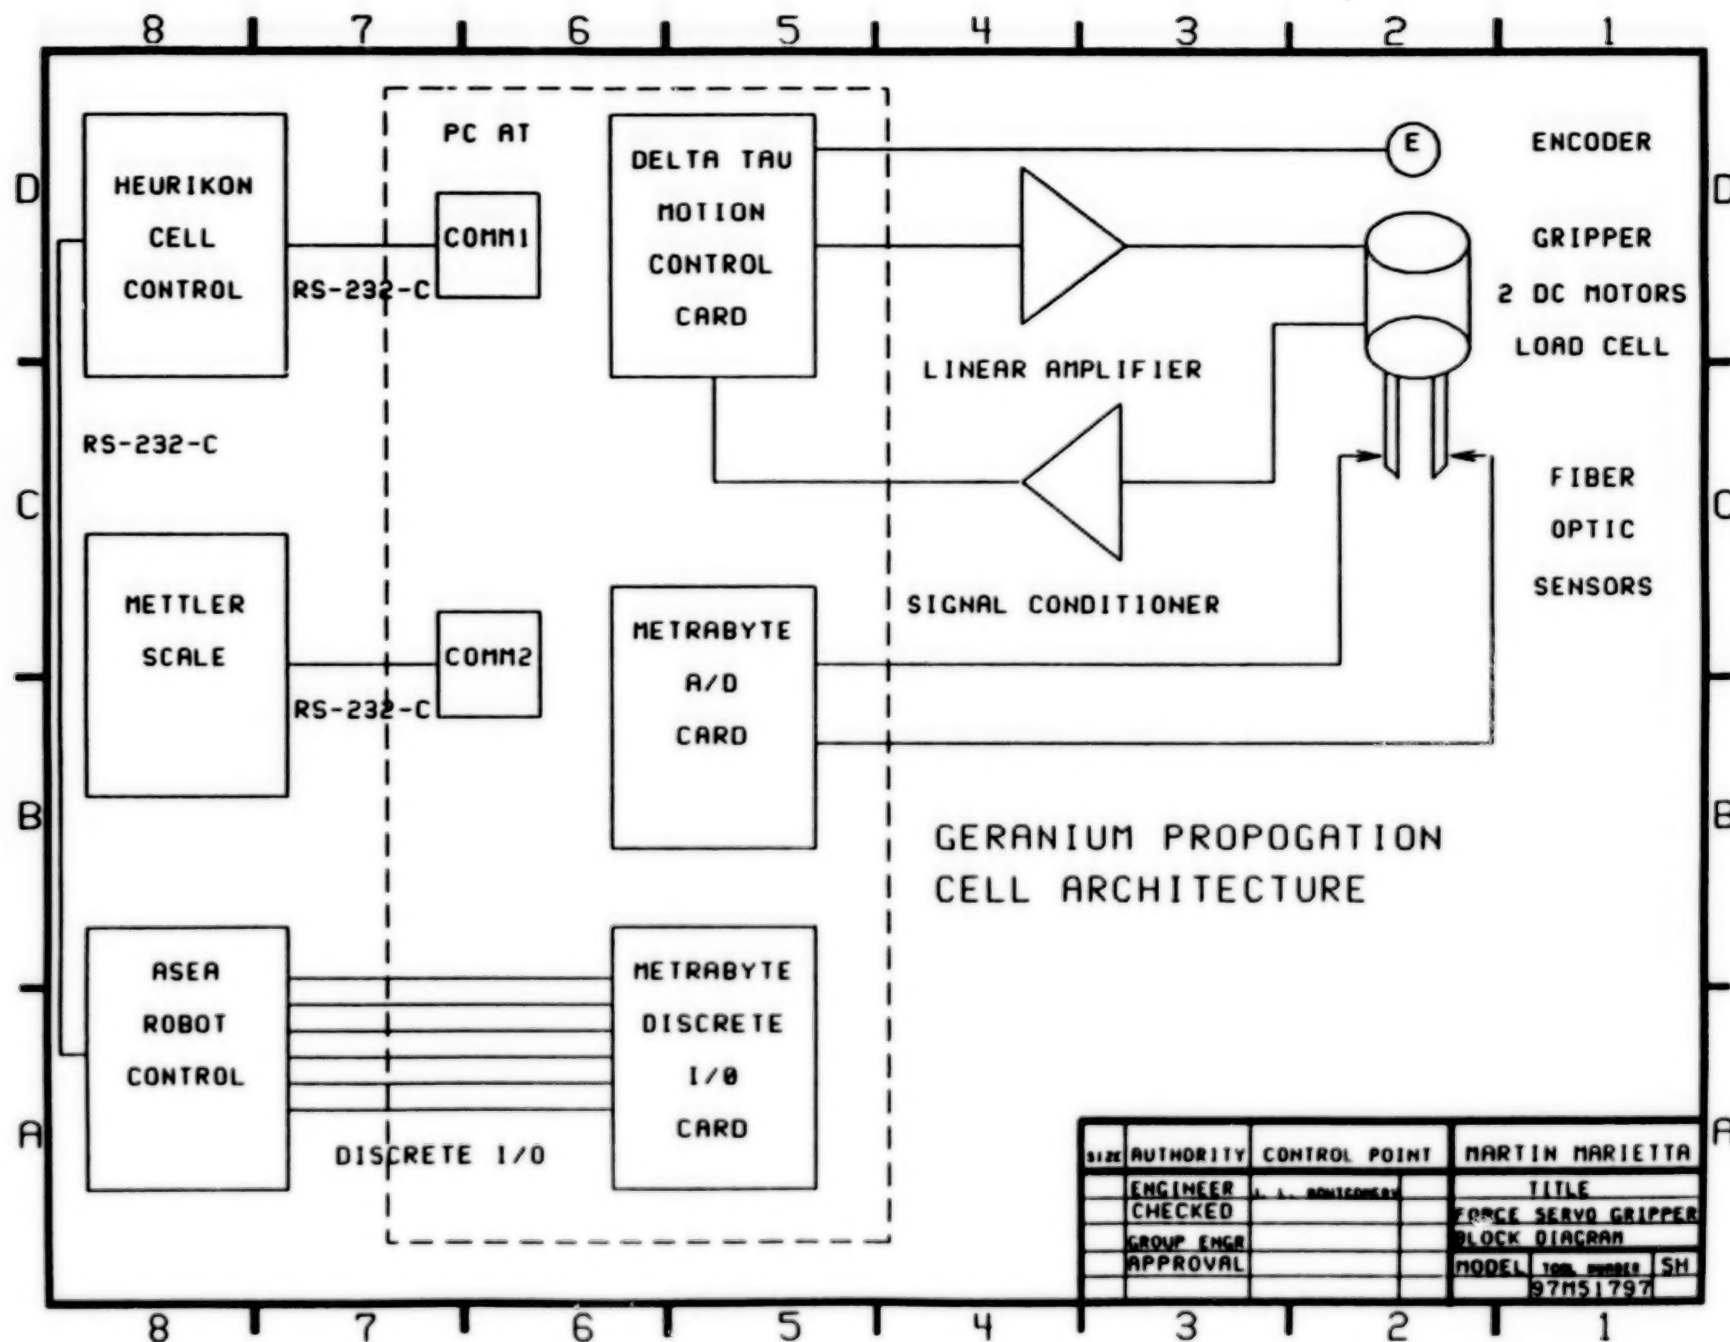 8 7 6 5 4 3 2 1
D
D
C
C
B
B
A
A
HEURIKON
CELL
CONTROL
RS-232-C
PC AT
COMM1
DELTA TAU
MOTION
CONTROL
CARD
E
ENCODER
GRIPPER
2 DC MOTORS
LOAD CELL
LINEAR AMPLIFIER
RS-232-C
FIBER
OPTIC
SENSORS
SIGNAL CONDITIONER
METTLER
SCALE
RS-232-C
COMM2
METRABYTE
A/D
CARD
GERANIUM PROPOGATION
CELL ARCHITECTURE
ASEA
ROBOT
CONTROL
DISCRETE I/O
METRABYTE
DISCRETE
I/0
CARD
SIZE AUTHORITY CONTROL POINT MARTIN MARIETTA
ENGINEER L. L. MONTGOMERY TITLE
CHECKED FORCE SERVO GRIPPER
GROUP ENGR BLOCK DIAGRAM
APPROVAL MODEL TOOL NUMBER SH
97M51797
8 7 6 5 4 3 2 1